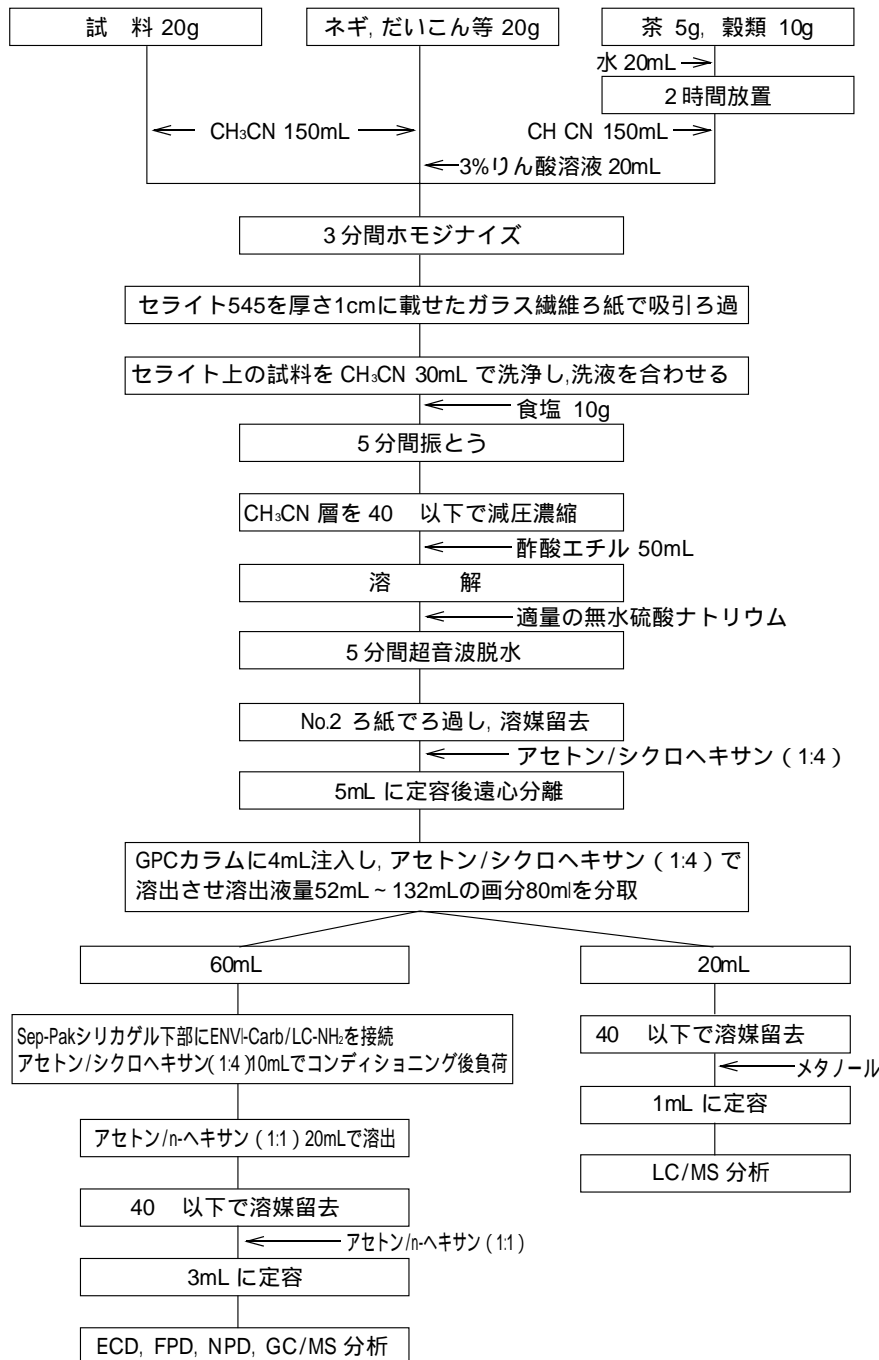 試　料 20g
ネギ, だいこん等 20g
茶 5g, 穀類 10g
水 20mL
2時間放置
CH₃CN 150mL
CH CN 150mL
3%りん酸溶液 20mL
3分間ホモジナイズ
セライト545を厚さ1cmに載せたガラス繊維ろ紙で吸引ろ過
セライト上の試料を CH₃CN 30mL で洗浄し,洗液を合わせる
食塩 10g
5分間振とう
CH₃CN 層を 40　以下で減圧濃縮
酢酸エチル 50mL
溶　　解
適量の無水硫酸ナトリウム
5分間超音波脱水
No.2 ろ紙でろ過し, 溶媒留去
アセトン/シクロヘキサン（1:4）
5mL に定容後遠心分離
GPCカラムに4mL注入し, アセトン/シクロヘキサン（1:4）で
溶出させ溶出液量52mL ~ 132mLの画分80mlを分取
60mL
20mL
Sep-Pakシリカゲル下部にENVI-Carb/LC-NH₂を接続
アセトン/シクロヘキサン(1:4)10mLでコンディショニング後負荷
40　以下で溶媒留去
メタノール
1mL に定容
アセトン/n-ヘキサン（1:1）20mLで溶出
LC/MS 分析
40　以下で溶媒留去
アセトン/n-ヘキサン（1:1）
3mL に定容
ECD, FPD, NPD, GC/MS 分析